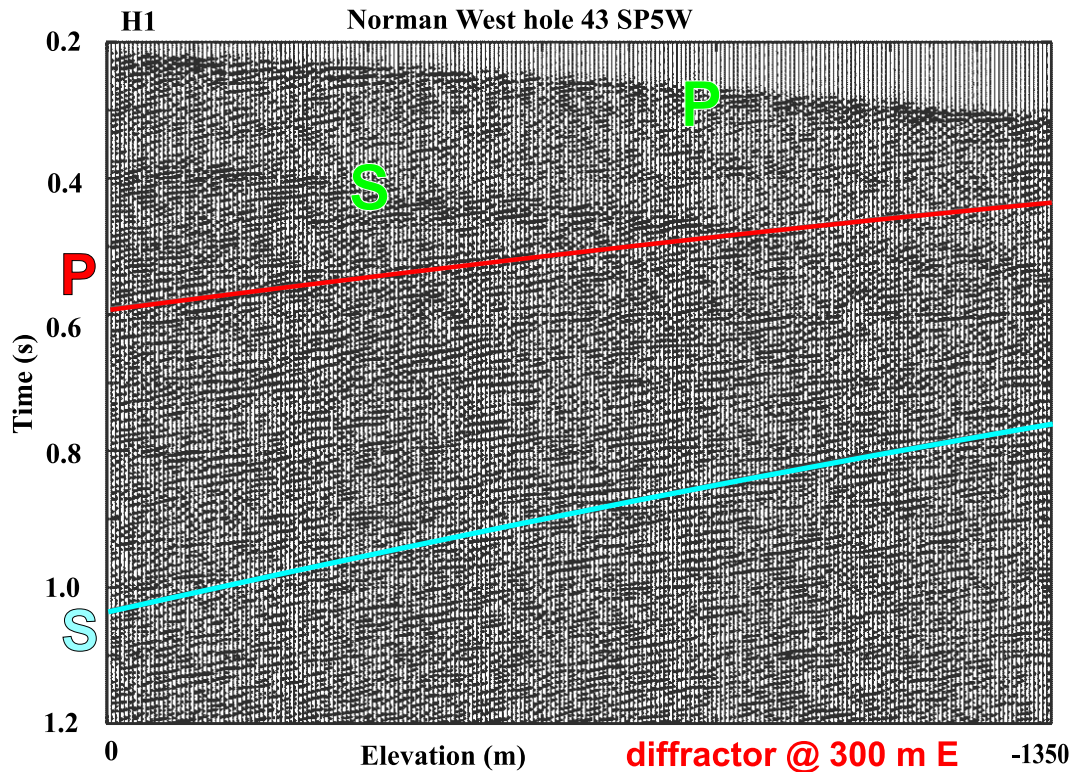 H1
Norman West hole 43 SP5W
0.2
P
S
0.4
P
0.6
Time (s)
0.8
1.0
S
1.2
0
Elevation (m)
diffractor @ 300 m E
-1350